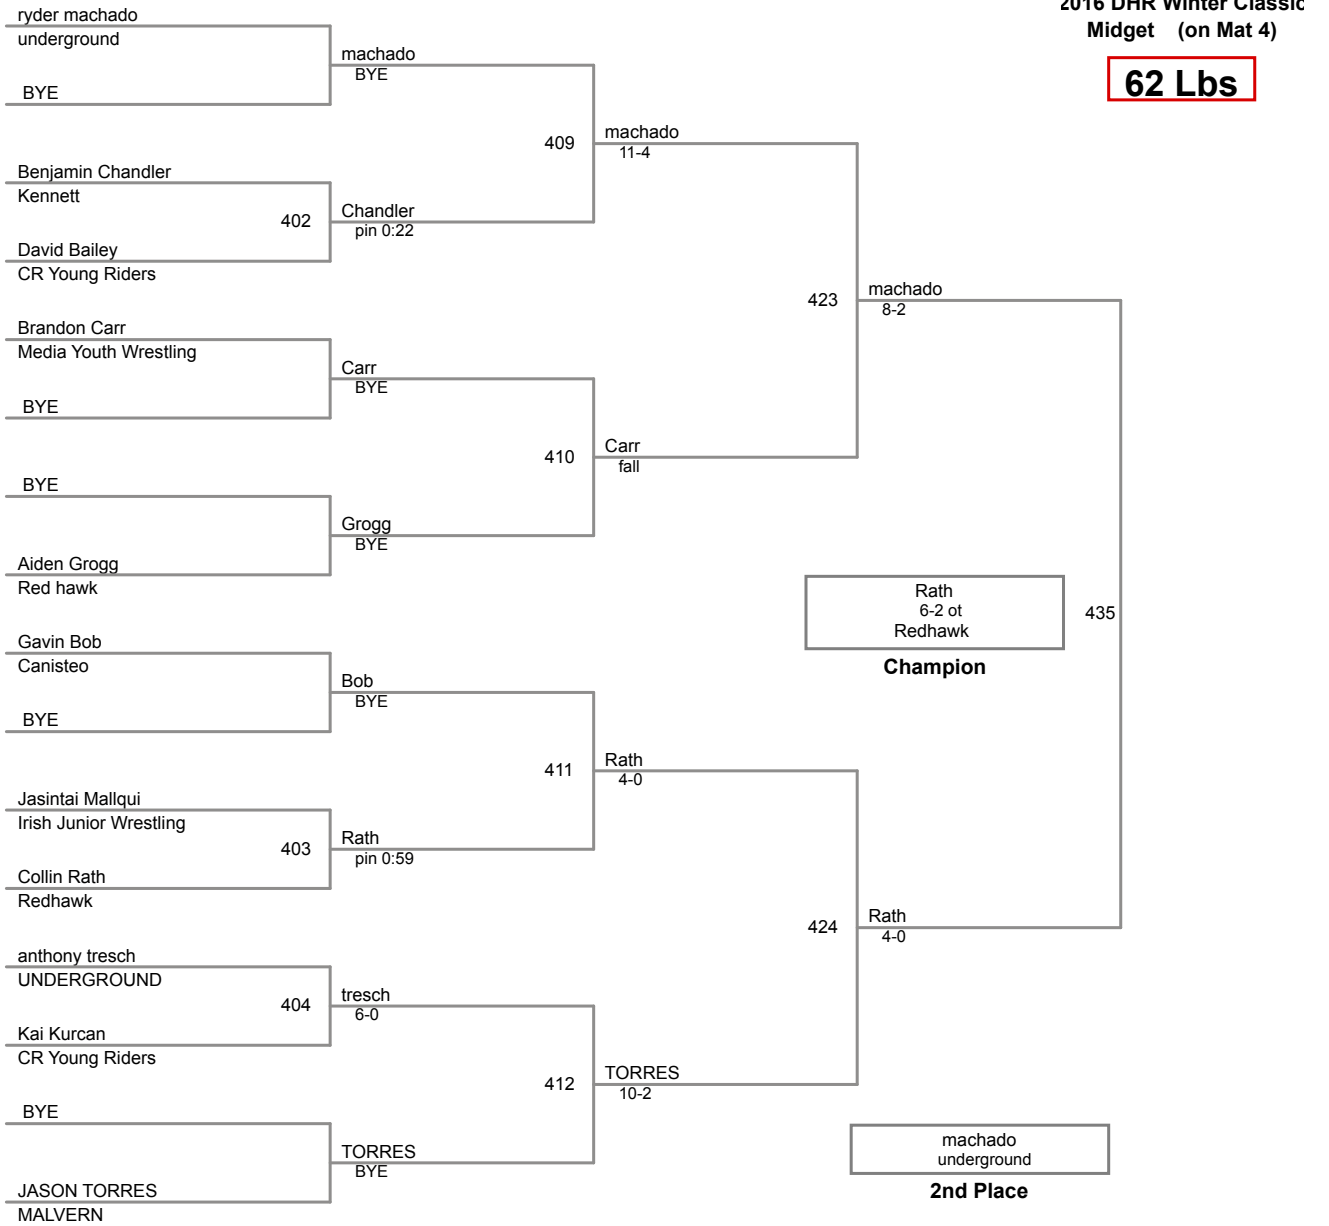 2016 DHR Winter Classic
Midget (on Mat 4)
62 Lbs
ryder machado
underground
BYE
machado
BYE
409
machado
11-4
Benjamin Chandler
Kennett
402
Chandler
pin 0:22
David Bailey
CR Young Riders
423
machado
8-2
Brandon Carr
Media Youth Wrestling
Carr
BYE
BYE
410
Carr
fall
BYE
Grogg
BYE
Aiden Grogg
Red hawk
Rath
6-2 ot
Redhawk
Champion
435
Gavin Bob
Canisteo
Bob
BYE
BYE
411
Rath
4-0
Jasintai Mallqui
Irish Junior Wrestling
403
Rath
pin 0:59
Collin Rath
Redhawk
424
Rath
4-0
anthony tresch
UNDERGROUND
404
tresch
6-0
Kai Kurcan
CR Young Riders
412
TORRES
10-2
BYE
TORRES
BYE
JASON TORRES
MALVERN
machado
underground
2nd Place